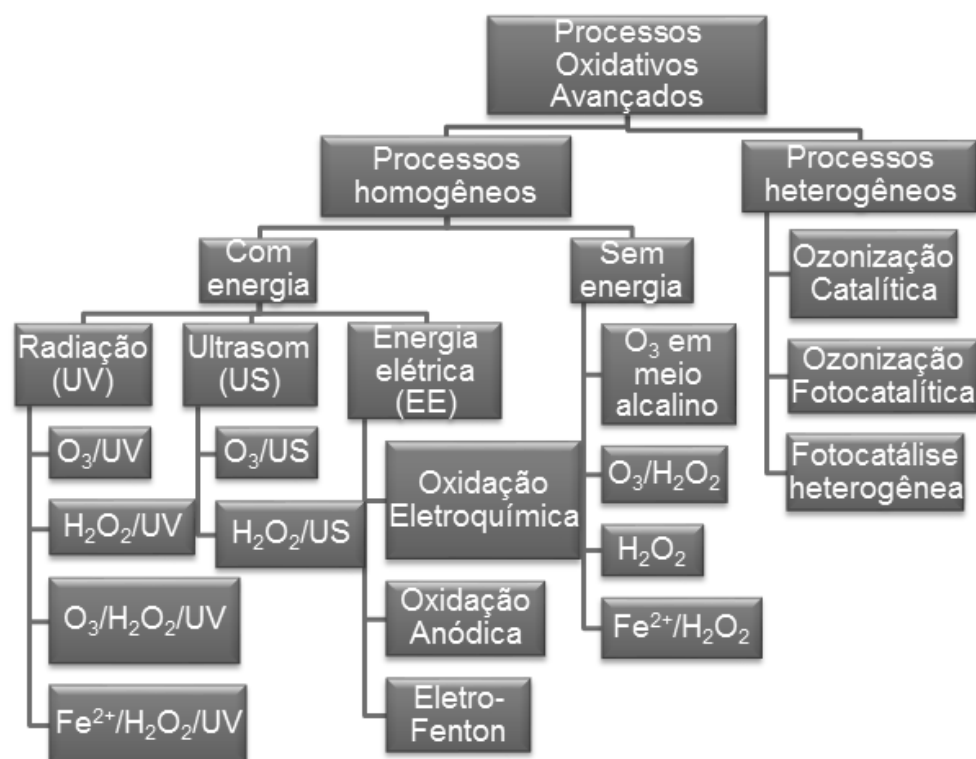 Processos
Oxidativos
Avançados
Processos
homogêneos
Processos
heterogêneos
Com
energia
Sem
energia
Ozonização
Catalítica
Radiação
(UV)
Ultrasom
(US)
Energia
elétrica
(EE)
O₃ em
meio
alcalino
Ozonização
Fotocatalítica
O₃/UV
O₃/US
Oxidação
Eletroquímica
O₃/H₂O₂
Fotocatálise
heterogênea
H₂O₂/UV
H₂O₂/US
H₂O₂
O₃/H₂O₂/UV
Oxidação
Anódica
Fe²⁺/H₂O₂
Fe²⁺/H₂O₂/UV
Eletro-
Fenton